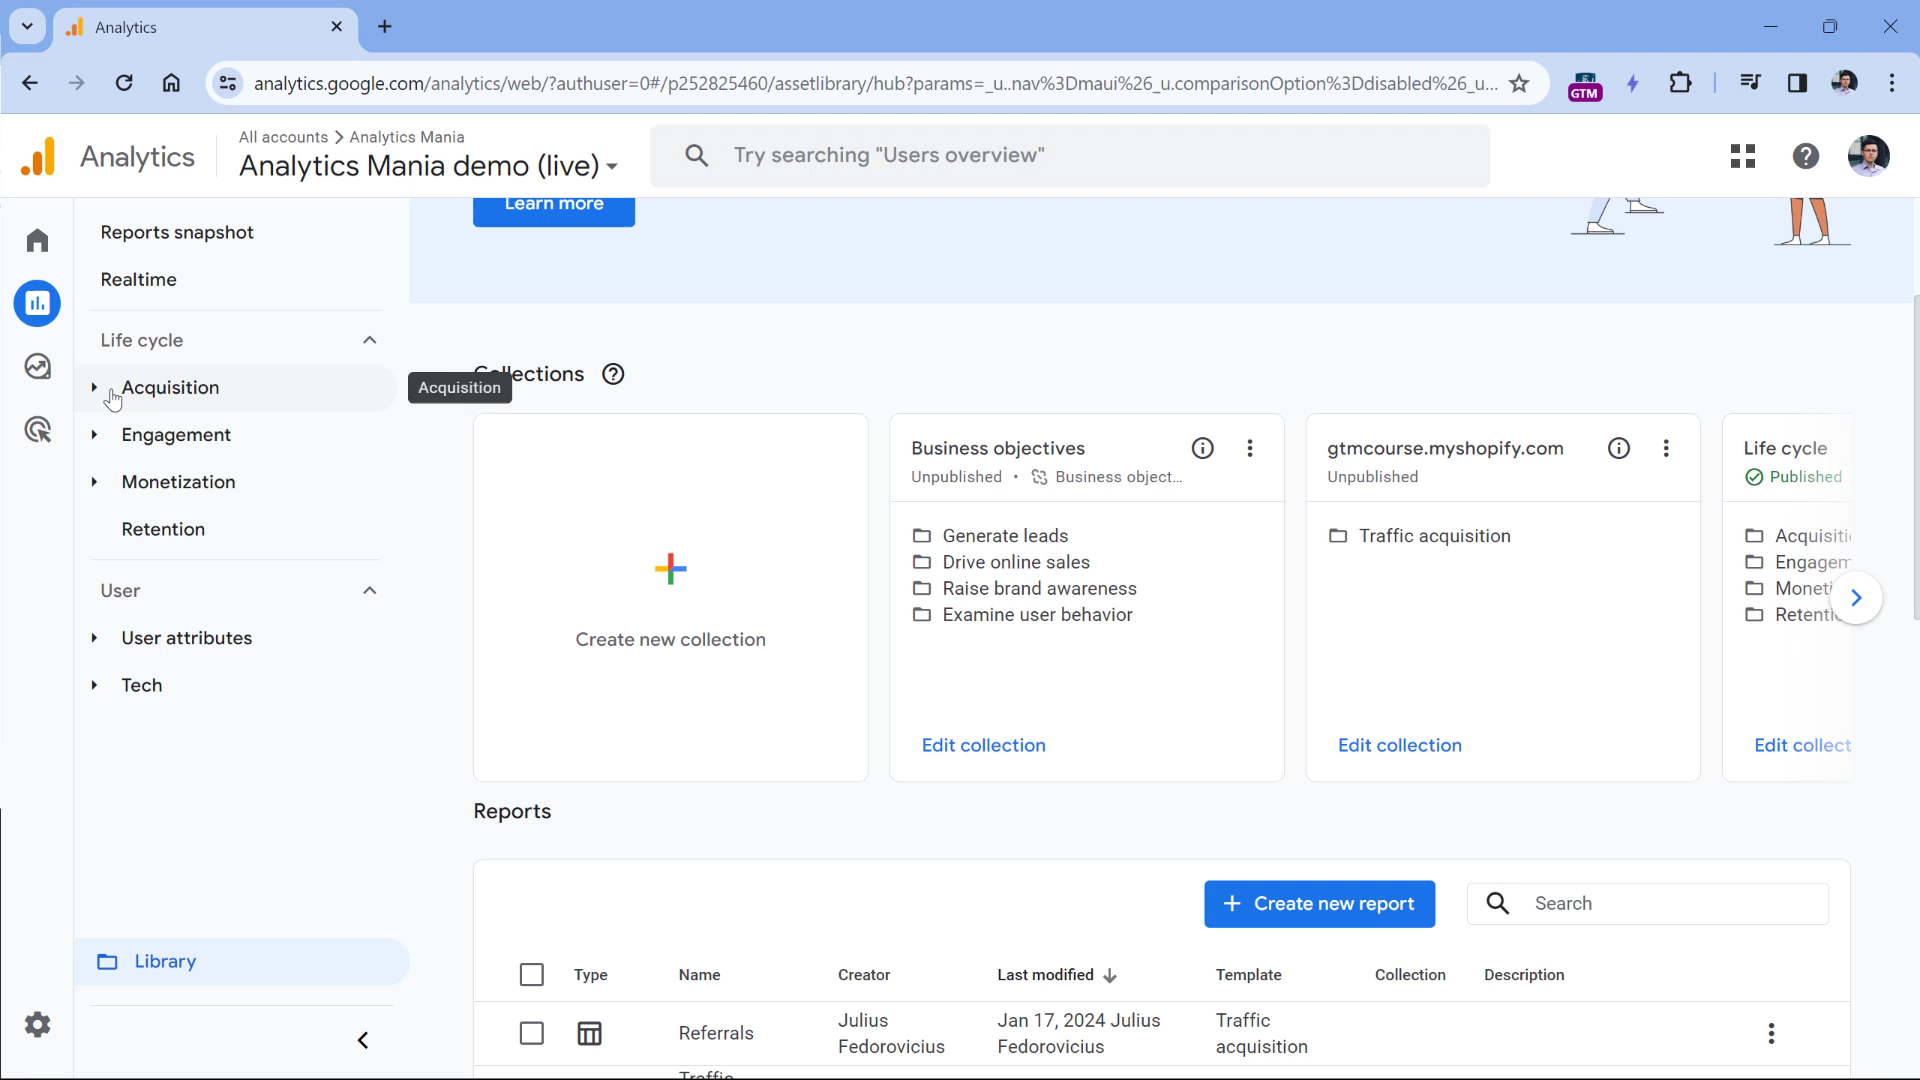 Analytics
analytics.google.com/analytics/web/?authuser=0#/p252825460/assetlibrary/hub?params=_u..nav%3Dmaui%26_u.comparisonOption%3Ddisabled%26_u...
GTM
Analytics
All accounts > Analytics Mania
Analytics Mania demo (live)
Try searching "Users overview"
Learn more
Reports snapshot
Realtime
Life cycle
Acquisition
Engagement
Monetization
Retention
User
User attributes
Tech
Library
Acquisition
Collections
Create new collection
Business objectives
Unpublished • Business object...
Generate leads
Drive online sales
Raise brand awareness
Examine user behavior
Edit collection
gtmcourse.myshopify.com
Unpublished
Traffic acquisition
Edit collection
Life cycle
Published
Acquisiti
Engagem
Moneti
Retenti
Edit collect
Reports
+ Create new report
Search
Type Name Creator Last modified Template Collection Description
Referrals
Julius
Fedorovicius
Jan 17, 2024 Julius
Fedorovicius
Traffic
acquisition
Traffic